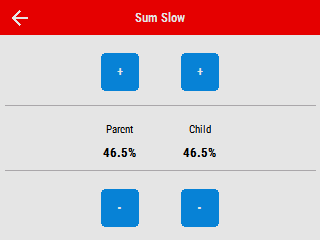 Sum Slow
+ +
Parent Child
46.5% 46.5%
- -